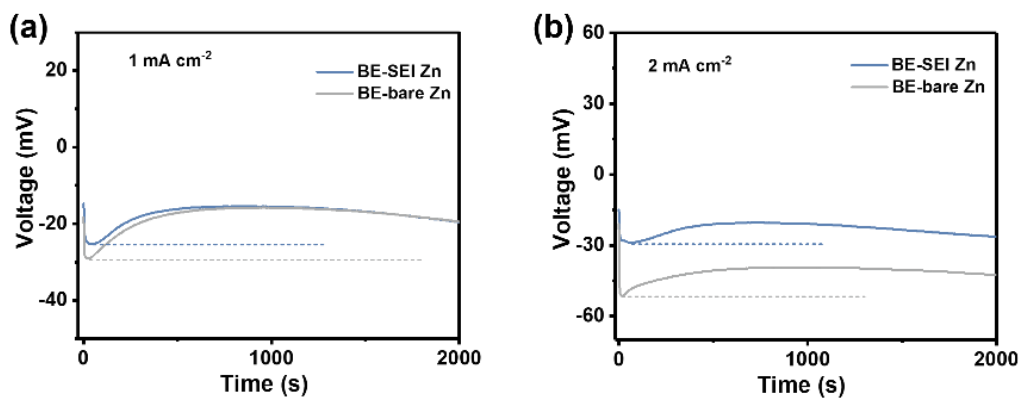 (a)
1 mA cm⁻²
BE-SEI Zn
BE-bare Zn
Voltage (mV)
20
0
-20
-40
0
1000
2000
Time (s)
(b)
2 mA cm⁻²
BE-SEI Zn
BE-bare Zn
Voltage (mV)
60
30
0
-30
-60
0
1000
2000
Time (s)